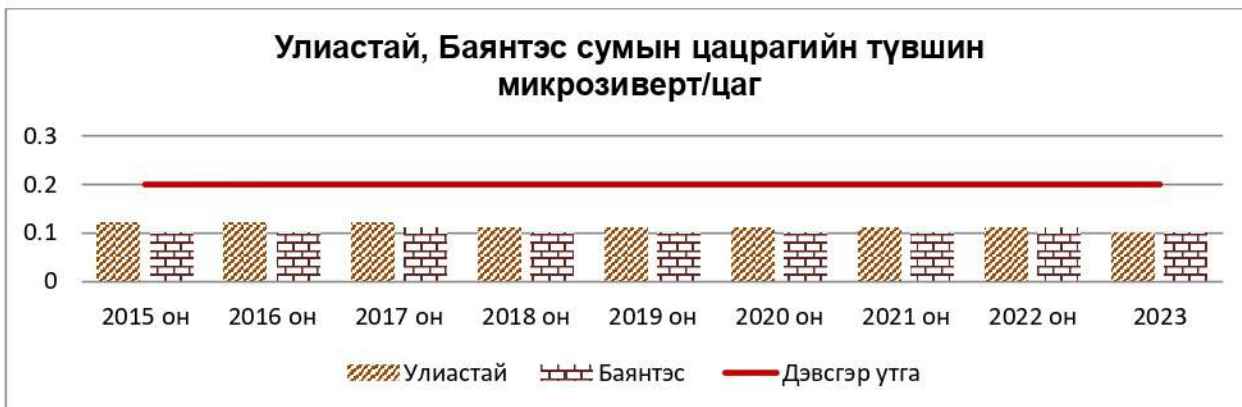 Улиастай, Баянтэс сумын цацрагийн түвшин
микрозиверт/цаг
0.3
0.2
0.1
0
2015 он 2016 он 2017 он 2018 он 2019 он 2020 он 2021 он 2022 он 2023
Улиастай Баянтэс Дэвсгэр утга